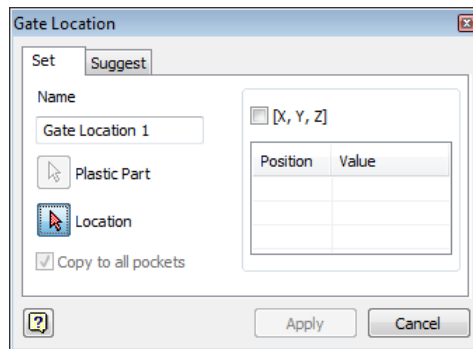 Gate Location
Set
Suggest
Name
Gate Location 1
Plastic Part
Location
Copy to all pockets
[X, Y, Z]
Position Value
?
Apply
Cancel